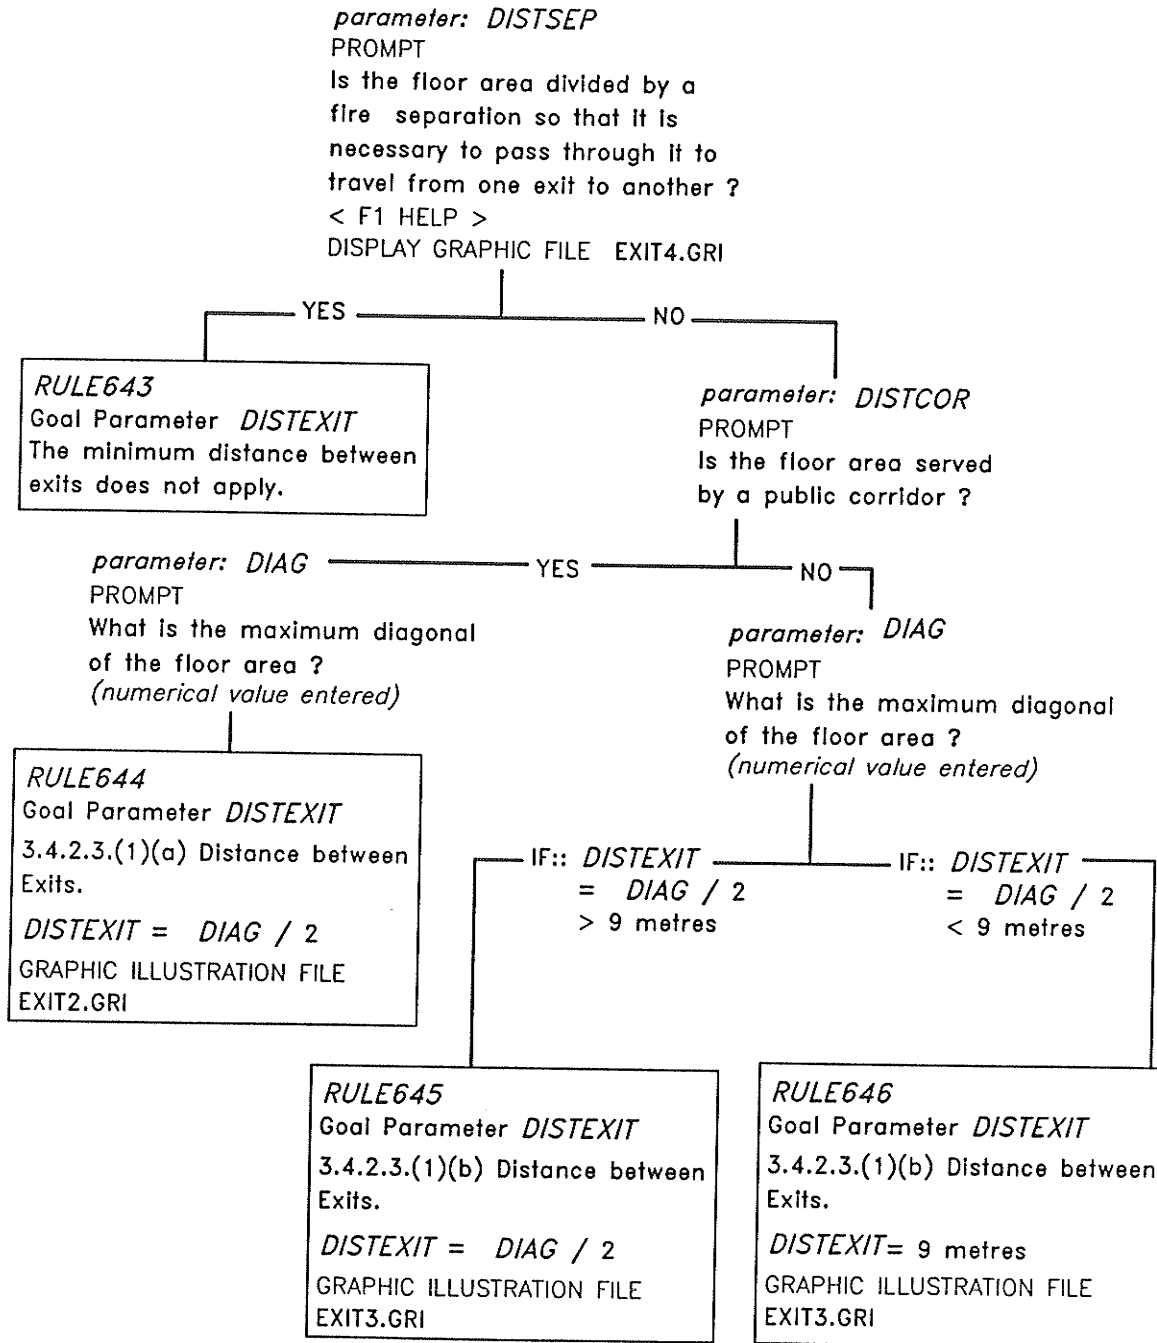 parameter: DISTSEP
PROMPT
Is the floor area divided by a
fire separation so that it is
necessary to pass through it to
travel from one exit to another ?
< F1 HELP >
DISPLAY GRAPHIC FILE EXIT4.GRI
YES
NO
RULE643
Goal Parameter DISTEXIT
The minimum distance between
exits does not apply.
parameter: DISTCOR
PROMPT
Is the floor area served
by a public corridor ?
YES
NO
parameter: DIAG
PROMPT
What is the maximum diagonal
of the floor area ?
(numerical value entered)
parameter: DIAG
PROMPT
What is the maximum diagonal
of the floor area ?
(numerical value entered)
RULE644
Goal Parameter DISTEXIT
3.4.2.3.(1)(a) Distance between
Exits.
DISTEXIT = DIAG / 2
GRAPHIC ILLUSTRATION FILE
EXIT2.GRI
IF:: DISTEXIT
= DIAG / 2
> 9 metres
IF:: DISTEXIT
= DIAG / 2
< 9 metres
RULE645
Goal Parameter DISTEXIT
3.4.2.3.(1)(b) Distance between
Exits.
DISTEXIT = DIAG / 2
GRAPHIC ILLUSTRATION FILE
EXIT3.GRI
RULE646
Goal Parameter DISTEXIT
3.4.2.3.(1)(b) Distance between
Exits.
DISTEXIT= 9 metres
GRAPHIC ILLUSTRATION FILE
EXIT3.GRI